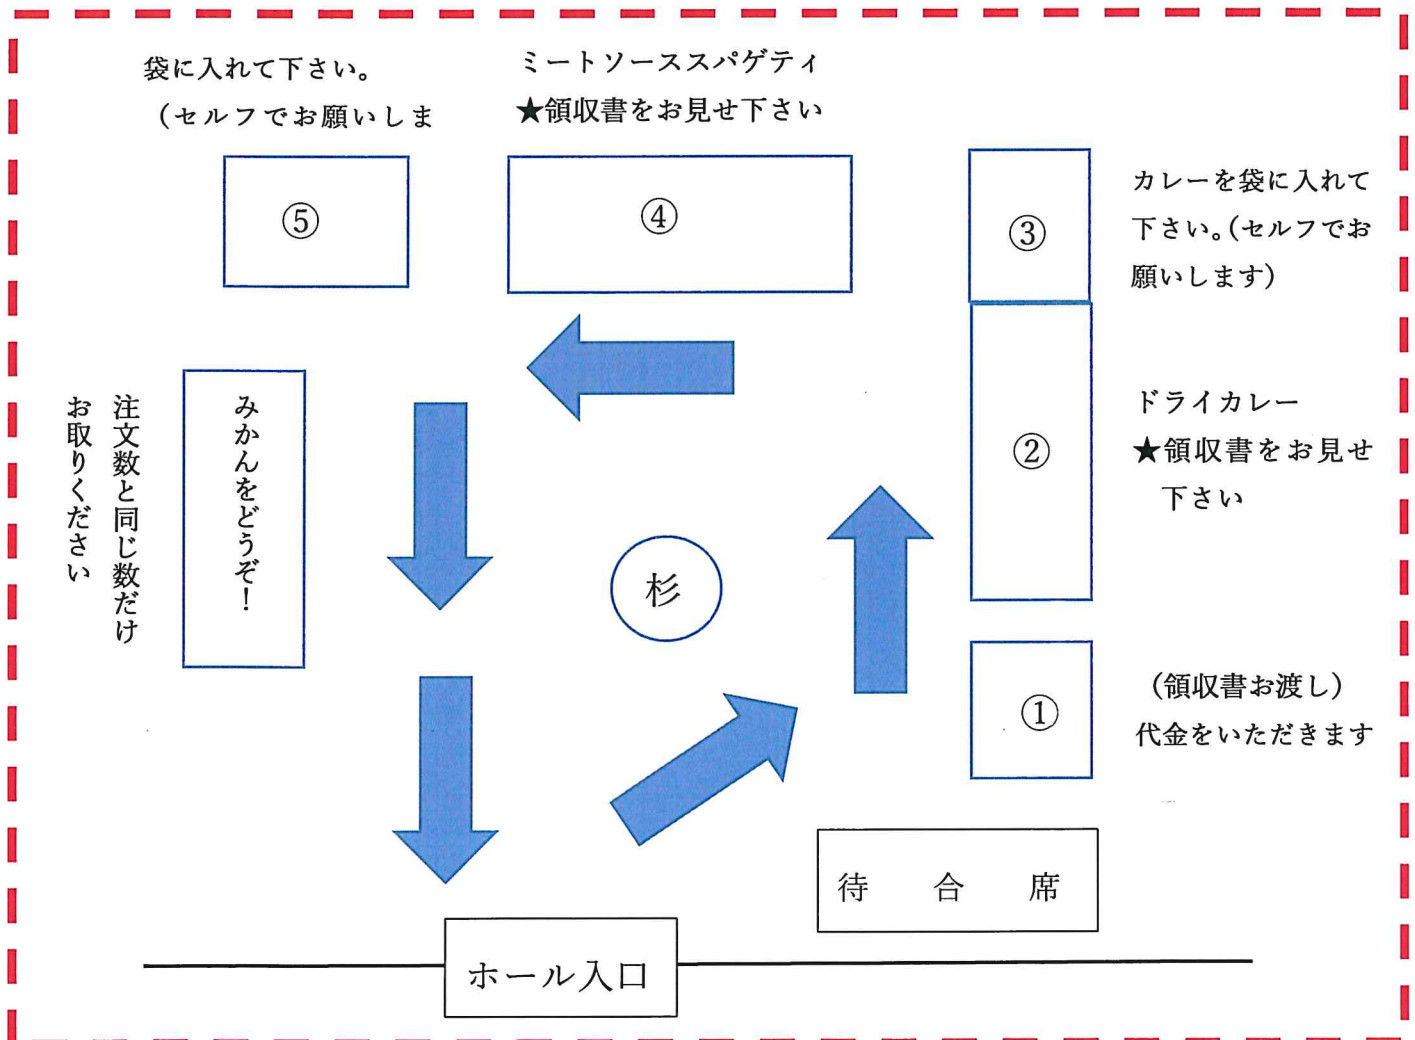 袋に入れて下さい。
（セルフでお願いしま
ミートソーススパゲティ
★領収書をお見せ下さい
⑤
④
③
カレーを袋に入れて
下さい。（セルフでお
願いします）
②
ドライカレー
★領収書をお見せ
下さい
注文数と同じ数だけ
お取りください
みかんをどうぞ！
杉
①
（領収書お渡し）
代金をいただきます
待　合　席
ホール入口